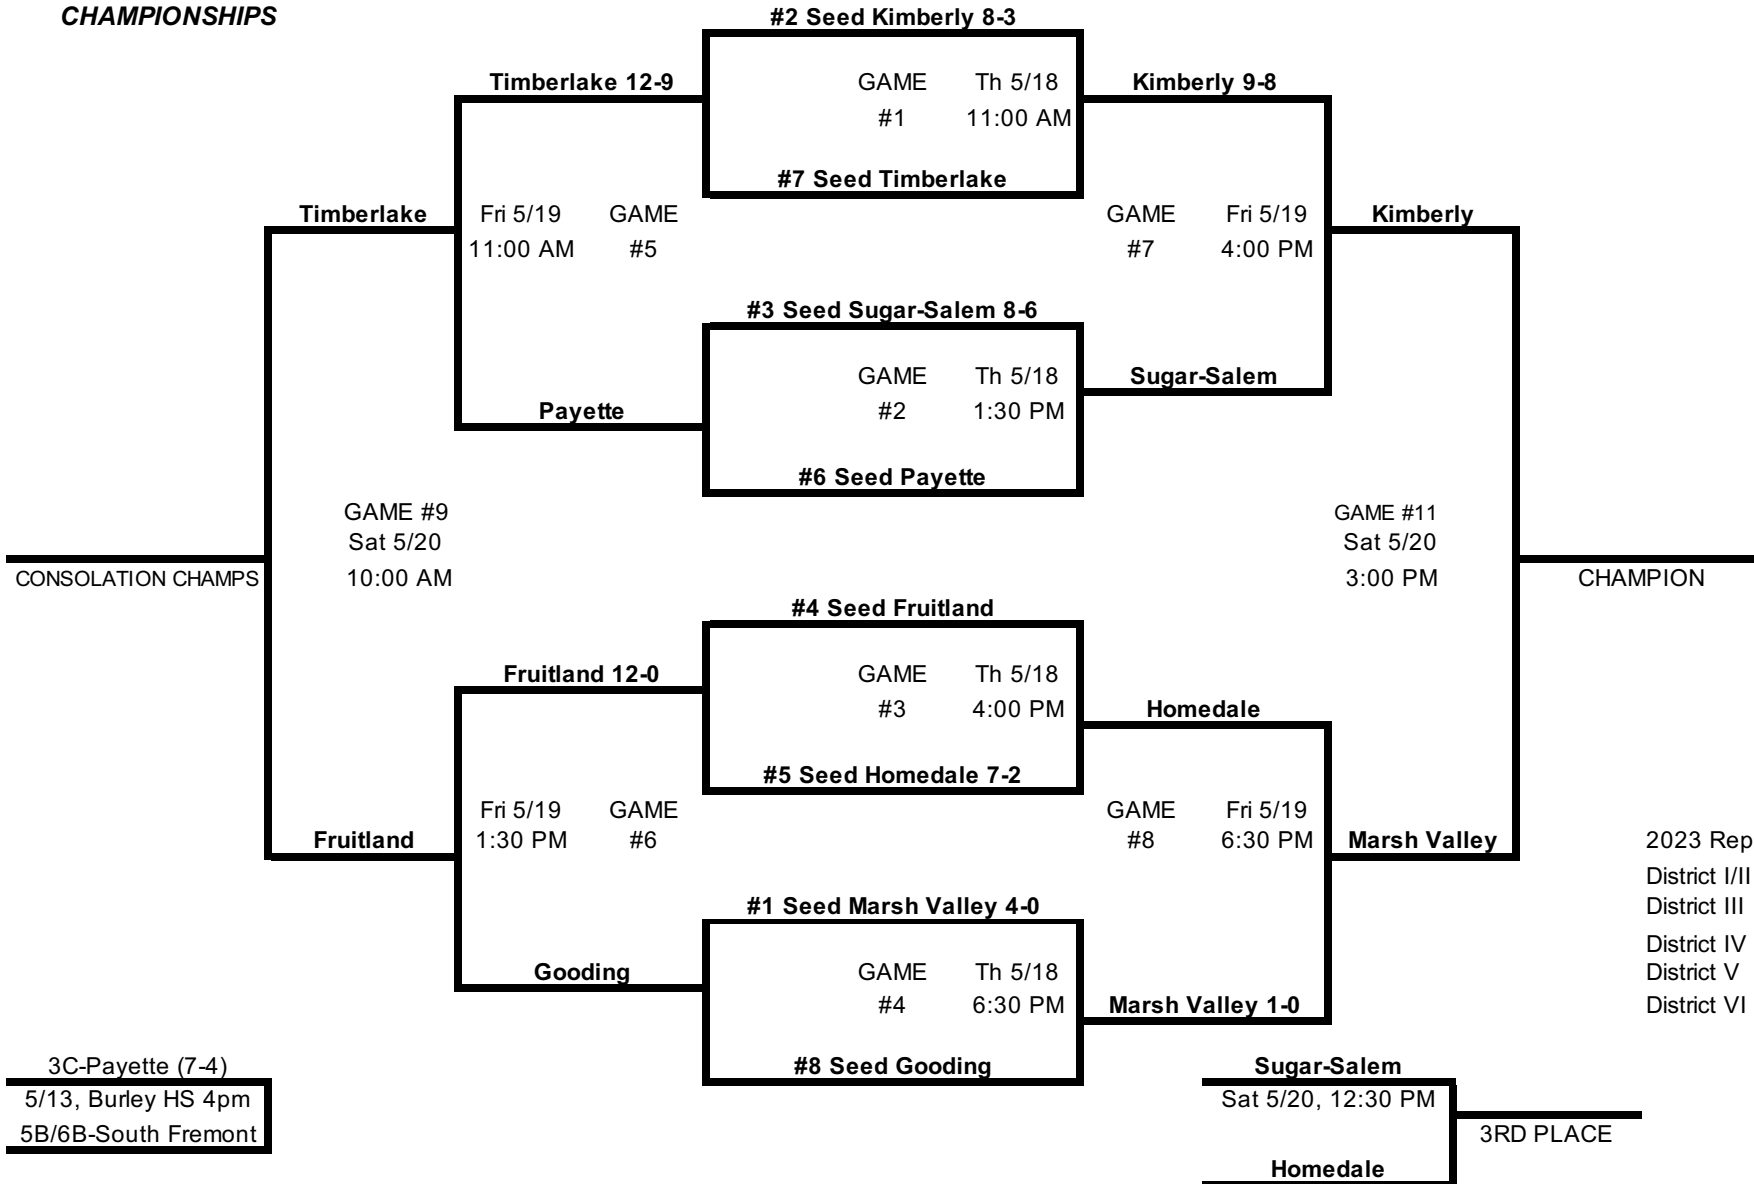 CHAMPIONSHIPS
#2 Seed Kimberly 8-3
Timberlake 12-9
GAME Th 5/18
Kimberly 9-8
#1 11:00 AM
#7 Seed Timberlake
Timberlake
Fri 5/19 GAME
GAME Fri 5/19
Kimberly
11:00 AM #5
#7 4:00 PM
#3 Seed Sugar-Salem 8-6
GAME Th 5/18
Sugar-Salem
Payette
#2 1:30 PM
#6 Seed Payette
GAME #9
GAME #11
Sat 5/20
Sat 5/20
CONSOLATION CHAMPS
10:00 AM
3:00 PM
CHAMPION
#4 Seed Fruitland
Fruitland 12-0
GAME Th 5/18
#3 4:00 PM
Homedale
#5 Seed Homedale 7-2
Fri 5/19 GAME
GAME Fri 5/19
Fruitland
1:30 PM #6
#8 6:30 PM
Marsh Valley
2023 Rep
District I/II
#1 Seed Marsh Valley 4-0
District III
District IV
Gooding
GAME Th 5/18
District V
#4 6:30 PM
Marsh Valley 1-0
District VI
3C-Payette (7-4)
#8 Seed Gooding
Sugar-Salem
5/13, Burley HS 4pm
Sat 5/20, 12:30 PM
5B/6B-South Fremont
3RD PLACE
Homedale